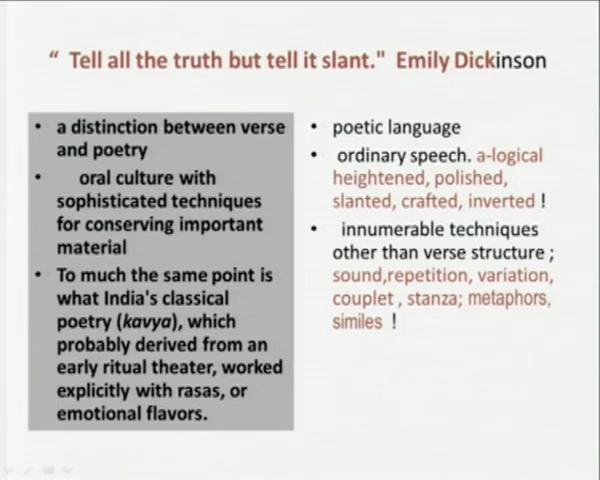 “ Tell all the truth but tell it slant." Emily Dickinson
• a distinction between verse
and poetry
• oral culture with
sophisticated techniques
for conserving important
material
• To much the same point is
what India's classical
poetry (kavya), which
probably derived from an
early ritual theater, worked
explicitly with rasas, or
emotional flavors.
• poetic language
• ordinary speech. a-logical
heightened, polished,
slanted, crafted, inverted !
• innumerable techniques
other than verse structure ;
sound,repetition, variation,
couplet , stanza; metaphors,
similes !